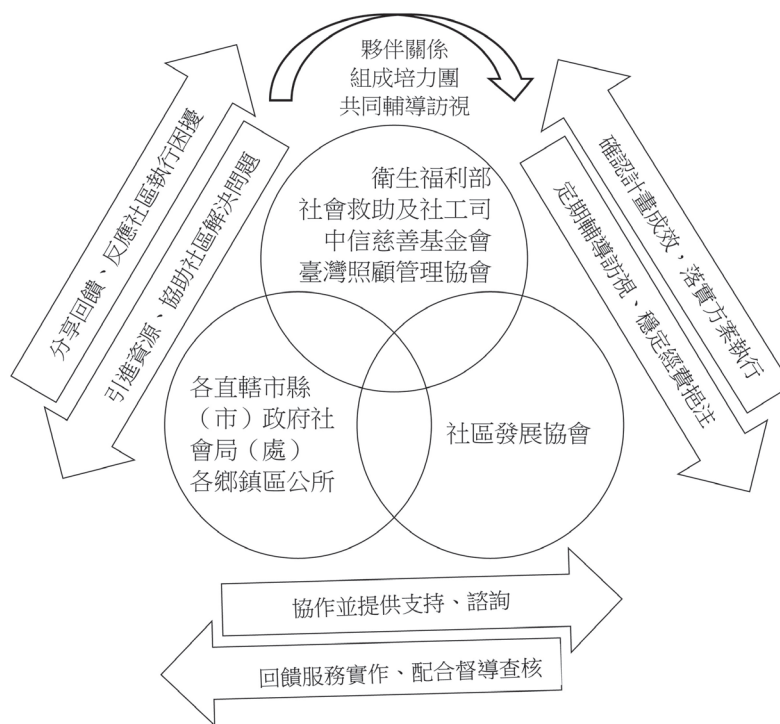 夥伴關係
組成培力團
共同輔導訪視
分享回饋、反應社區執行困擾
引進資源、協助社區解決問題
確認計畫成效，落實方案執行
定期輔導訪視、穩定經費挹注
衛生福利部
社會救助及社工司
中信慈善基金會
臺灣照顧管理協會
各直轄市縣
（市）政府社
會局（處）
各鄉鎮區公所
社區發展協會
協作並提供支持、諮詢
回饋服務實作、配合督導查核